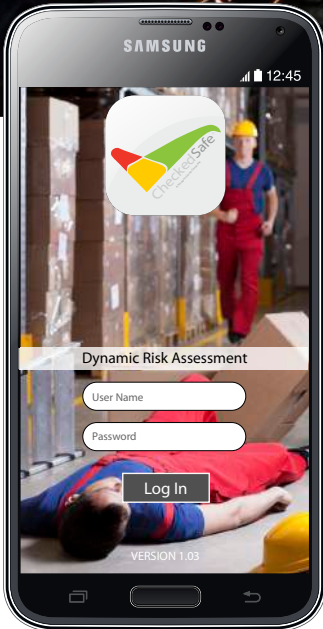 SAMSUNG
12:45
CheckedSafe
Dynamic Risk Assessment
User Name
Password
Log In
VERSION 1.03